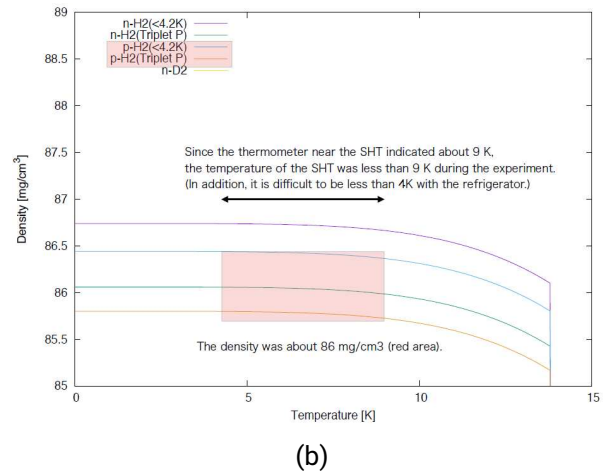 89
88.5
88
87.5
87
86.5
86
85.5
85
Density [mg/cm³]
n-H2(<4.2K)
n-H2(Triplet P)
p-H2(<4.2K)
p-H2(Triplet P)
n-D2
Since the thermometer near the SHT indicated about 9 K,
the temperature of the SHT was less than 9 K during the experiment.
(In addition, it is difficult to be less than 4K with the refrigerator.)
The density was about 86 mg/cm3 (red area).
0
5
10
15
Temperature [K]
(b)